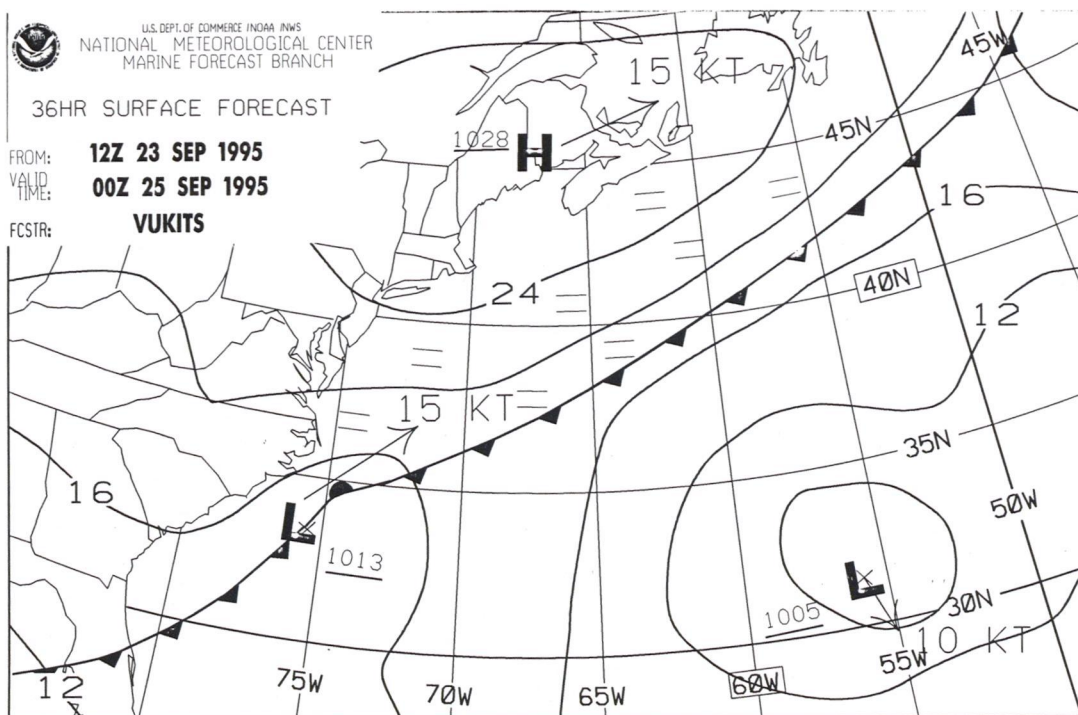 U.S. DEPT. OF COMMERCE /NOAA /NWS
NATIONAL METEOROLOGICAL CENTER
MARINE FORECAST BRANCH
36HR SURFACE FORECAST
FROM: 12Z 23 SEP 1995
VALID TIME: 00Z 25 SEP 1995
FCSTR: VUKITS
15 KT
45W
1028 H
45N
16
40N
24
12
15 KT
35N
16
L
1013
50W
L
1005
30N
10 KT
12
75W
70W
65W
60W
55W